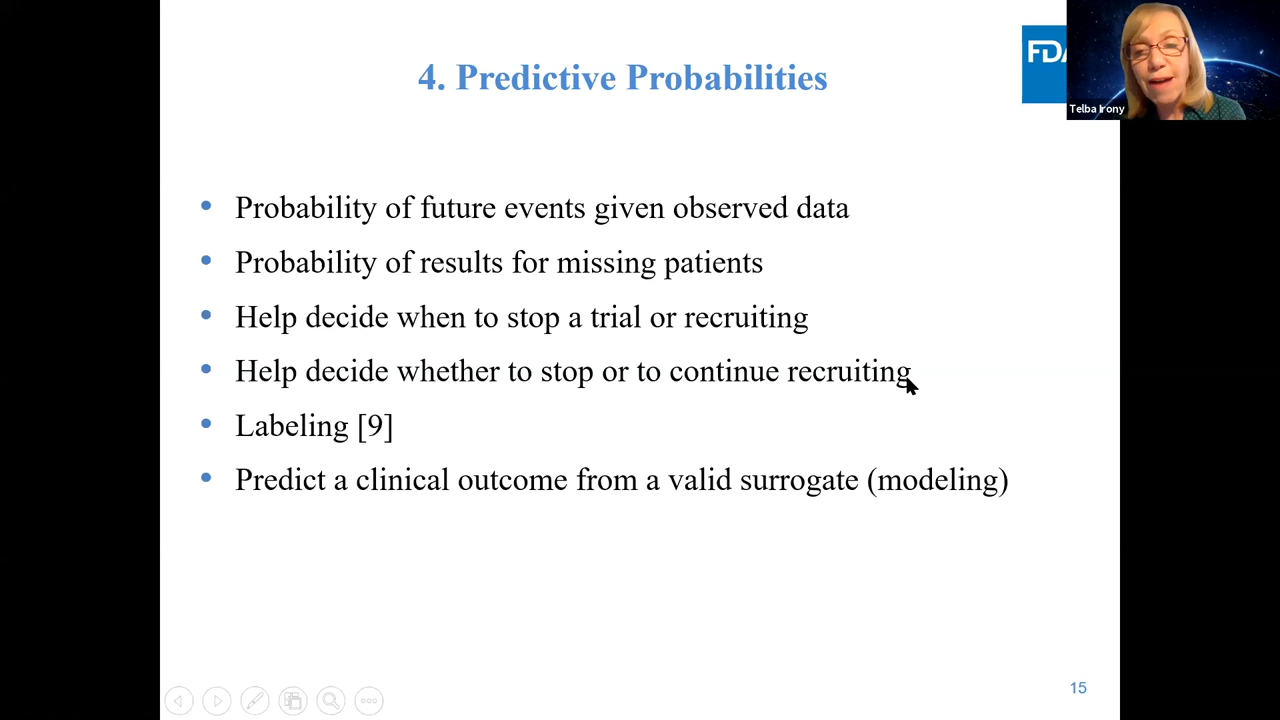 4. Predictive Probabilities
FDA
Telba Irony
• Probability of future events given observed data
• Probability of results for missing patients
• Help decide when to stop a trial or recruiting
• Help decide whether to stop or to continue recruiting
• Labeling [9]
• Predict a clinical outcome from a valid surrogate (modeling)
15